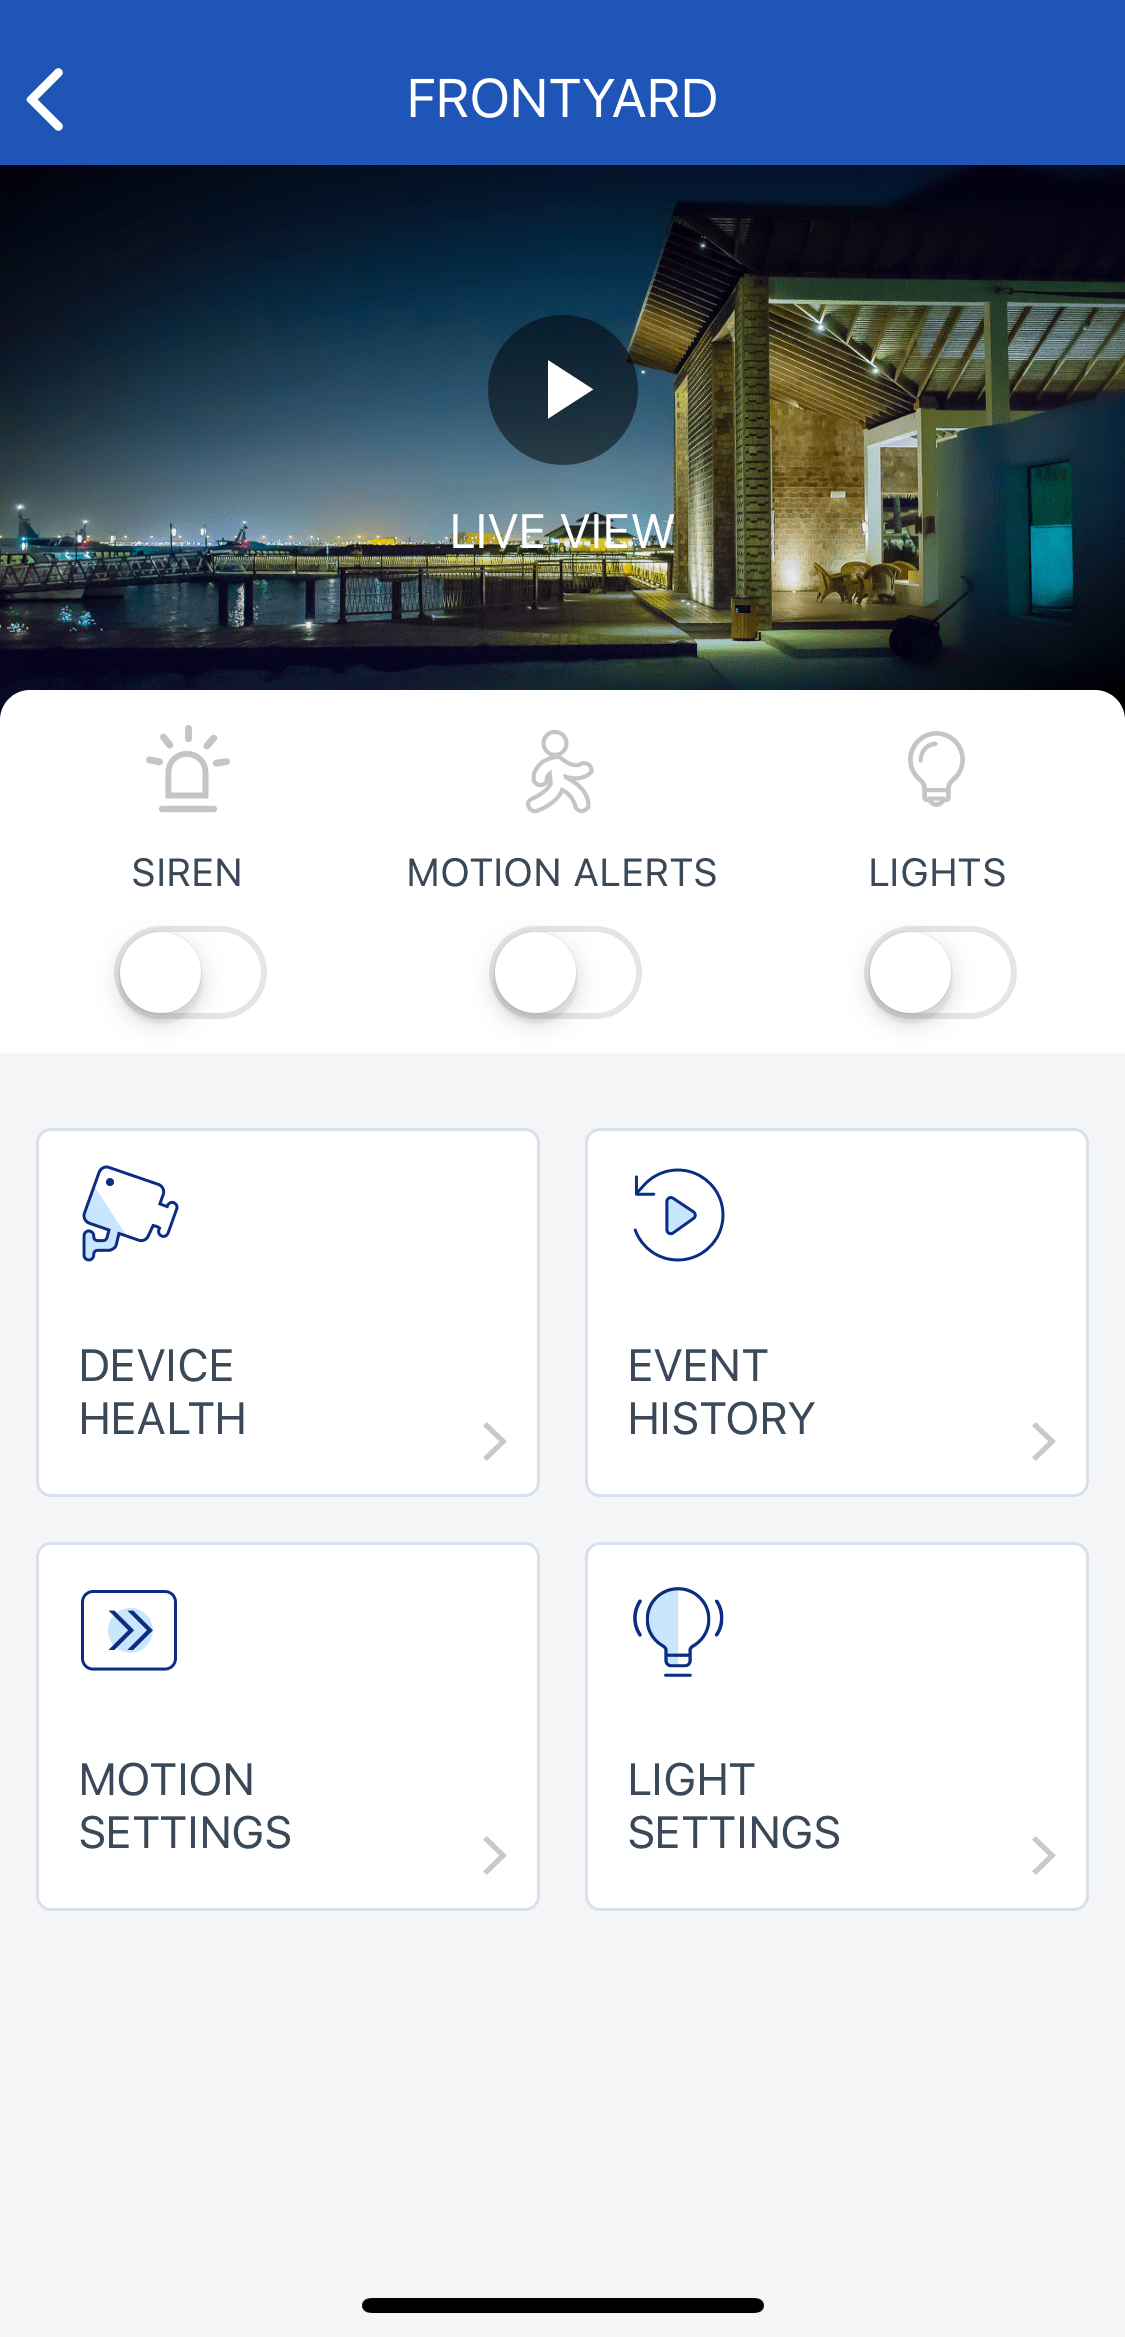 FRONTYARD
LIVE VIEW
SIREN
MOTION ALERTS
LIGHTS
DEVICE
HEALTH
EVENT
HISTORY
MOTION
SETTINGS
LIGHT
SETTINGS